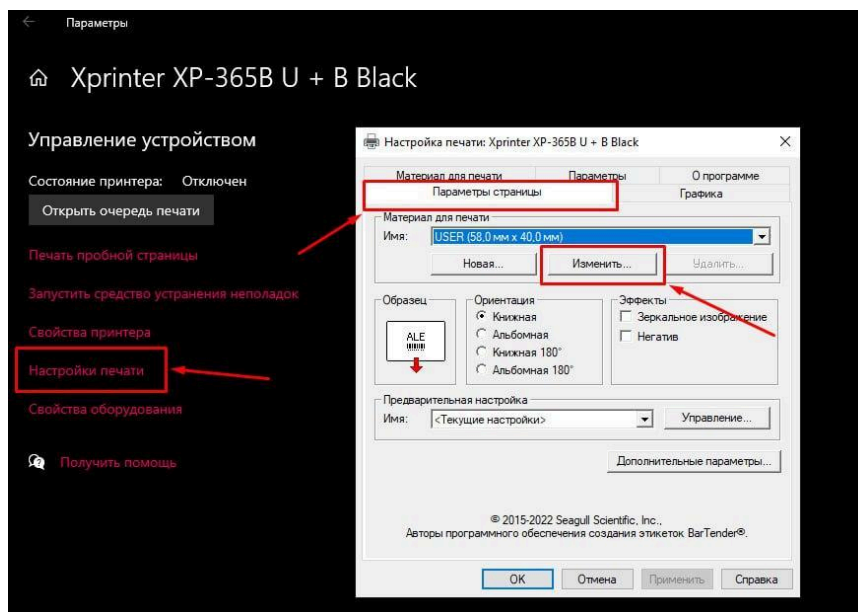 Параметры
Xprinter XP-365B U + B Black
Управление устройством
Состояние принтера: Отключен
Открыть очередь печати
Печать пробной страницы
Запустить средство устранения неполадок
Свойства принтера
Настройки печати
Свойства оборудования
Получить помощь
Настройка печати: Xprinter XP-365B U + B Black
Материал для печати Параметры О программе
Параметры страницы Графика
Материал для печати
Имя: USER (58,0 мм x 40,0 мм)
Новая... Изменить... Удалить...
Образец Ориентация Эффекты
ALE
Книжная
Альбомная
Книжная 180°
Альбомная 180°
Зеркальное изображение
Негатив
Предварительная настройка
Имя: <Текущие настройки> Управление...
Дополнительные параметры...
© 2015-2022 Seagull Scientific, Inc.,
Авторы программного обеспечения создания этикеток BarTender®.
OK Отмена Применить Справка